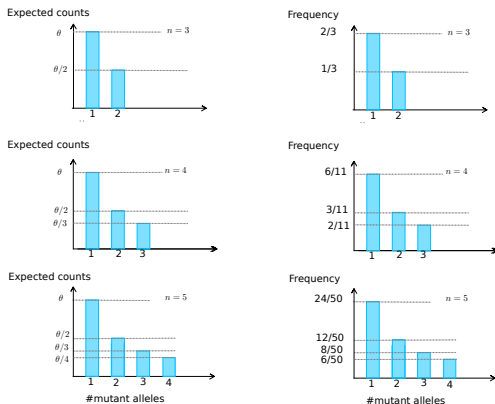 Expected counts
θ
n = 3
θ/2
1 2
..
Frequency
2/3
n = 3
1/3
1 2
..
Expected counts
θ
n = 4
θ/2
θ/3
1 2 3
Frequency
6/11
n = 4
3/11
2/11
1 2 3
Expected counts
θ
n = 5
θ/2
θ/3
θ/4
1 2 3 4
#mutant alleles
Frequency
24/50
n = 5
12/50
8/50
6/50
1 2 3 4
#mutant alleles